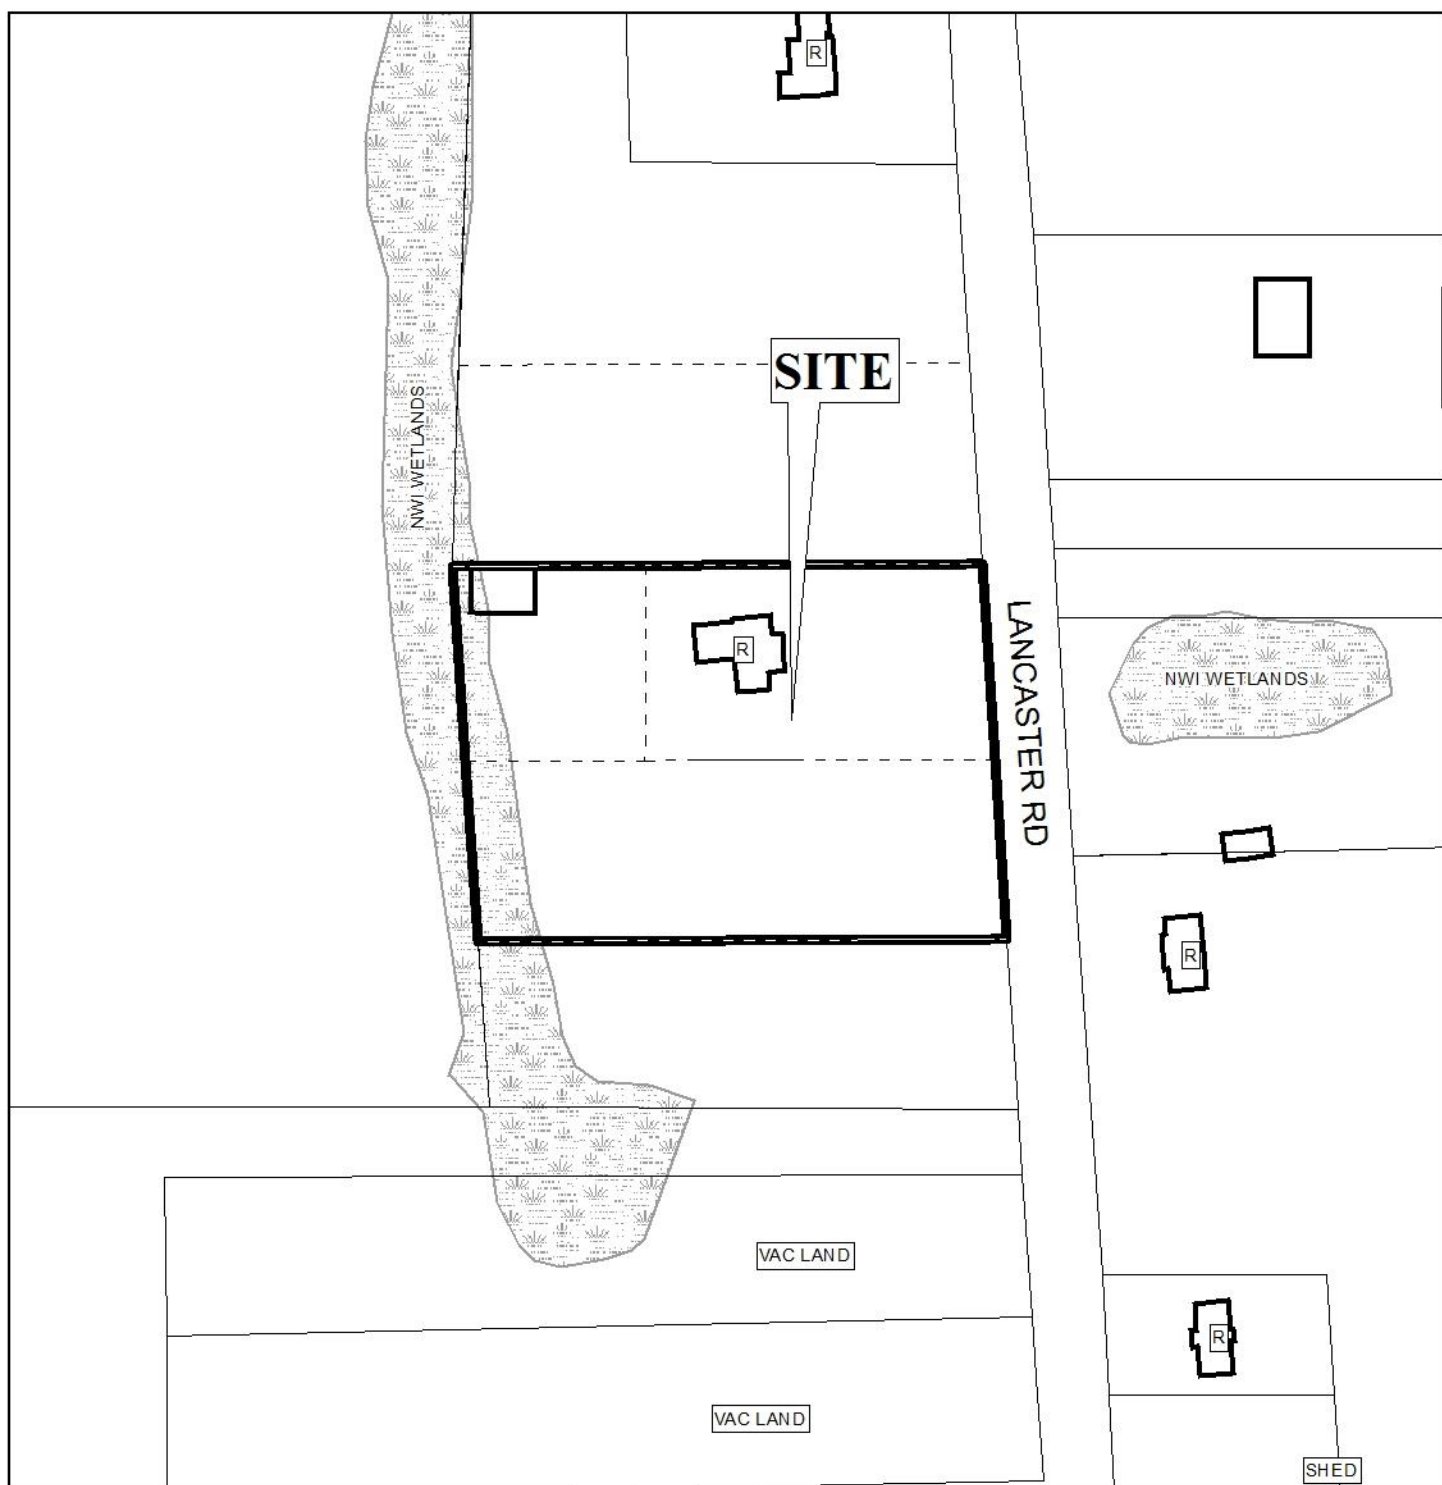 R
SITE
NWI WETLANDS
R
LANCASTER RD
NWI WETLANDS
R
VAC LAND
R
VAC LAND
SHED